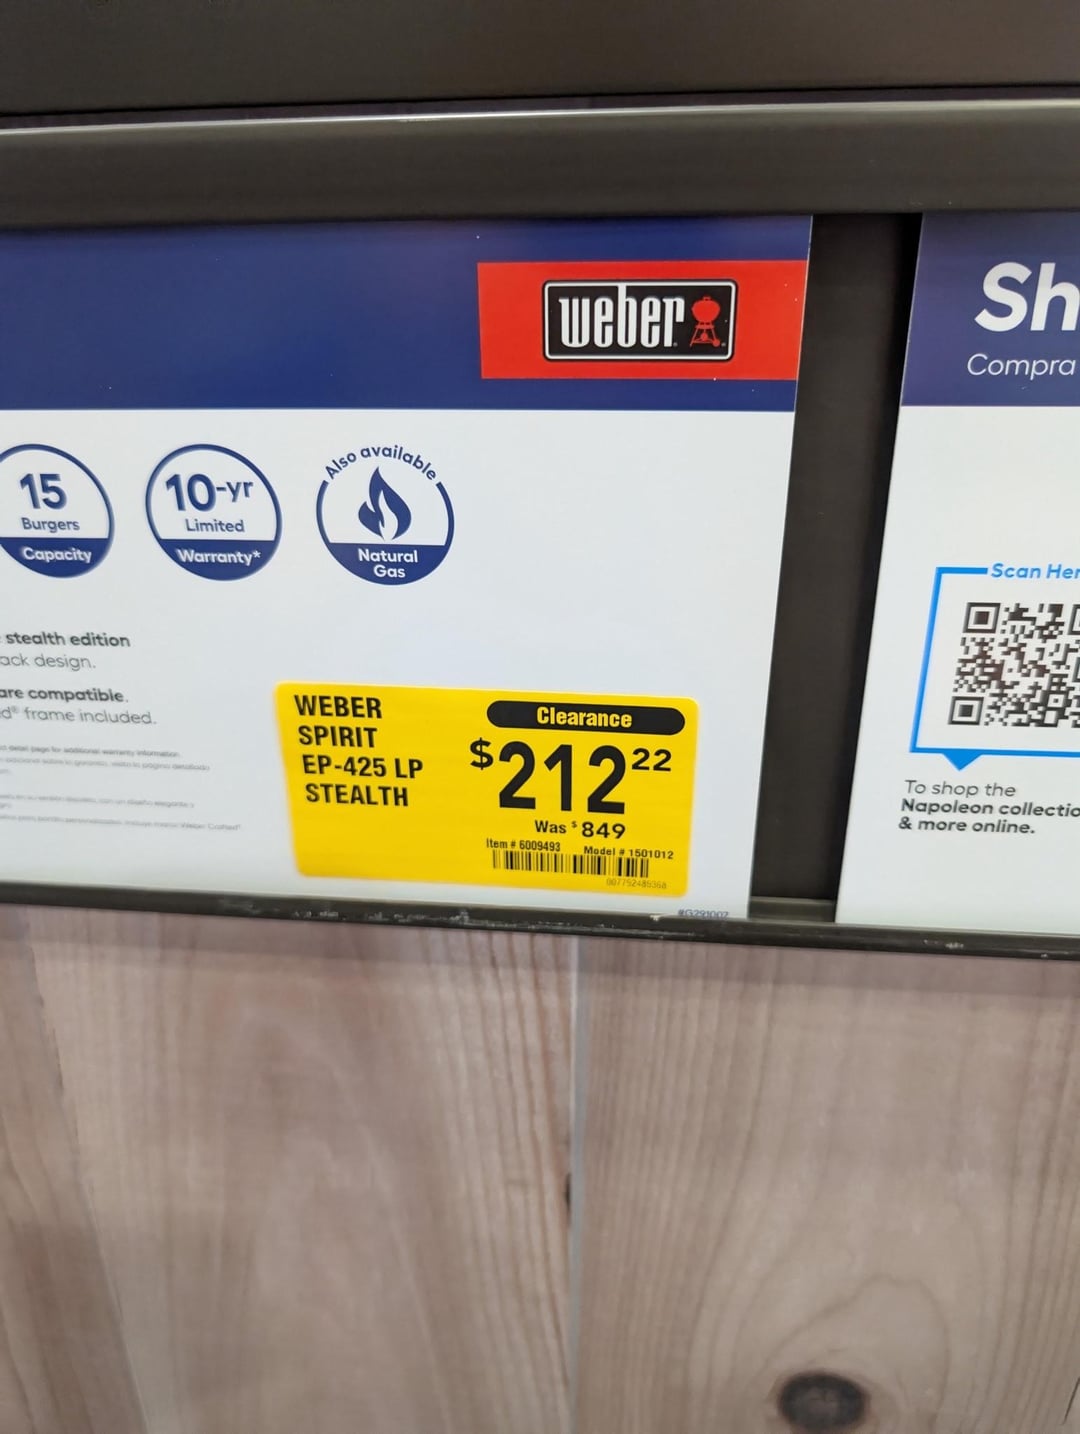 weber
15
Burgers
Capacity
10-yr
Limited
Warranty*
Also available
Natural
Gas
stealth edition
ack design.
are compatible.
d® frame included.
WEBER
SPIRIT
EP-425 LP
STEALTH
Clearance
$212 22
Was $849
Item # 6009493 Model # 1501012
007752485368
#G291007
Sh
Compra
Scan Her
To shop the
Napoleon collectio
& more online.